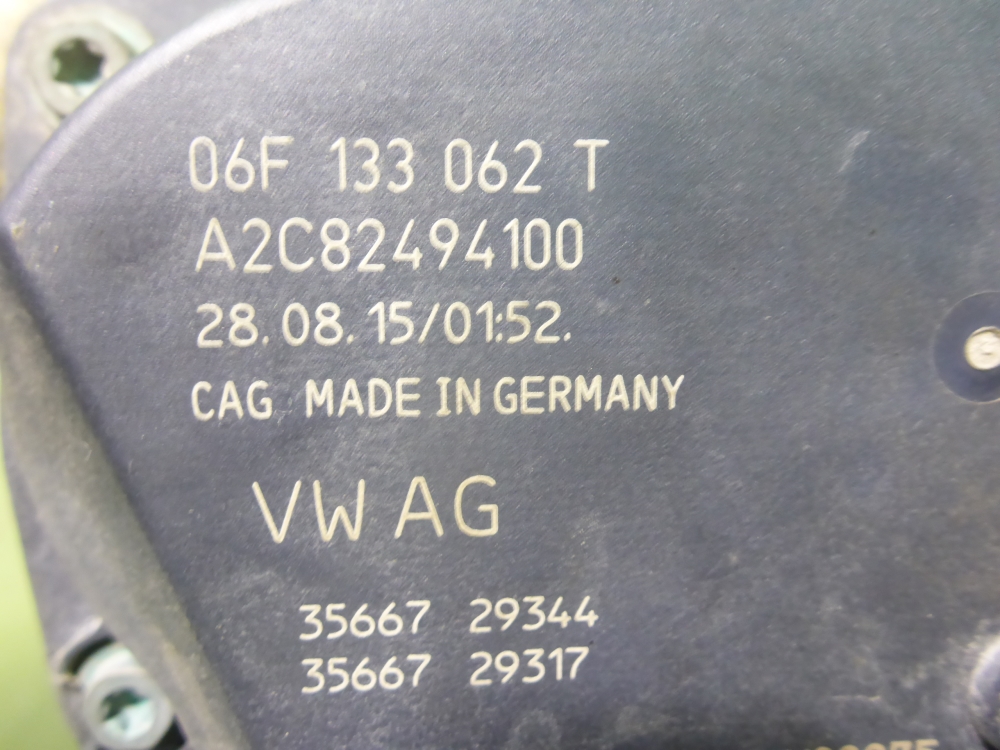 06F 133 062 T
A2C82494100
28.08.15/01:52.
CAG MADE IN GERMANY
VW AG
35667 29344
35667 29317